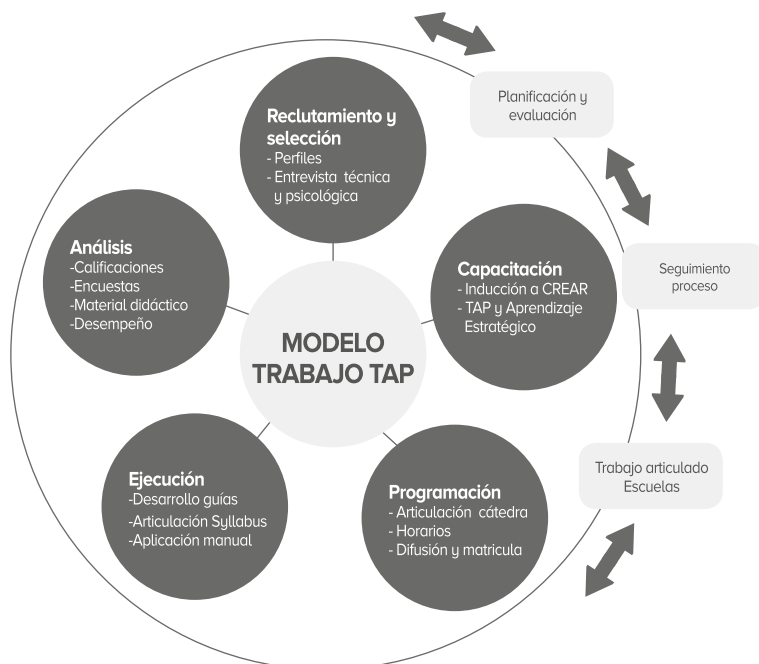 Planificación y
evaluación
Reclutamiento y
selección
- Perfiles
- Entrevista técnica
y psicológica
Análisis
-Calificaciones
-Encuestas
-Material didáctico
-Desempeño
Capacitación
- Inducción a CREAR
- TAP y Aprendizaje
Estratégico
Seguimiento
proceso
MODELO
TRABAJO TAP
Ejecución
-Desarrollo guías
-Articulación Syllabus
-Aplicación manual
Programación
- Articulación cátedra
- Horarios
- Difusión y matricula
Trabajo articulado
Escuelas